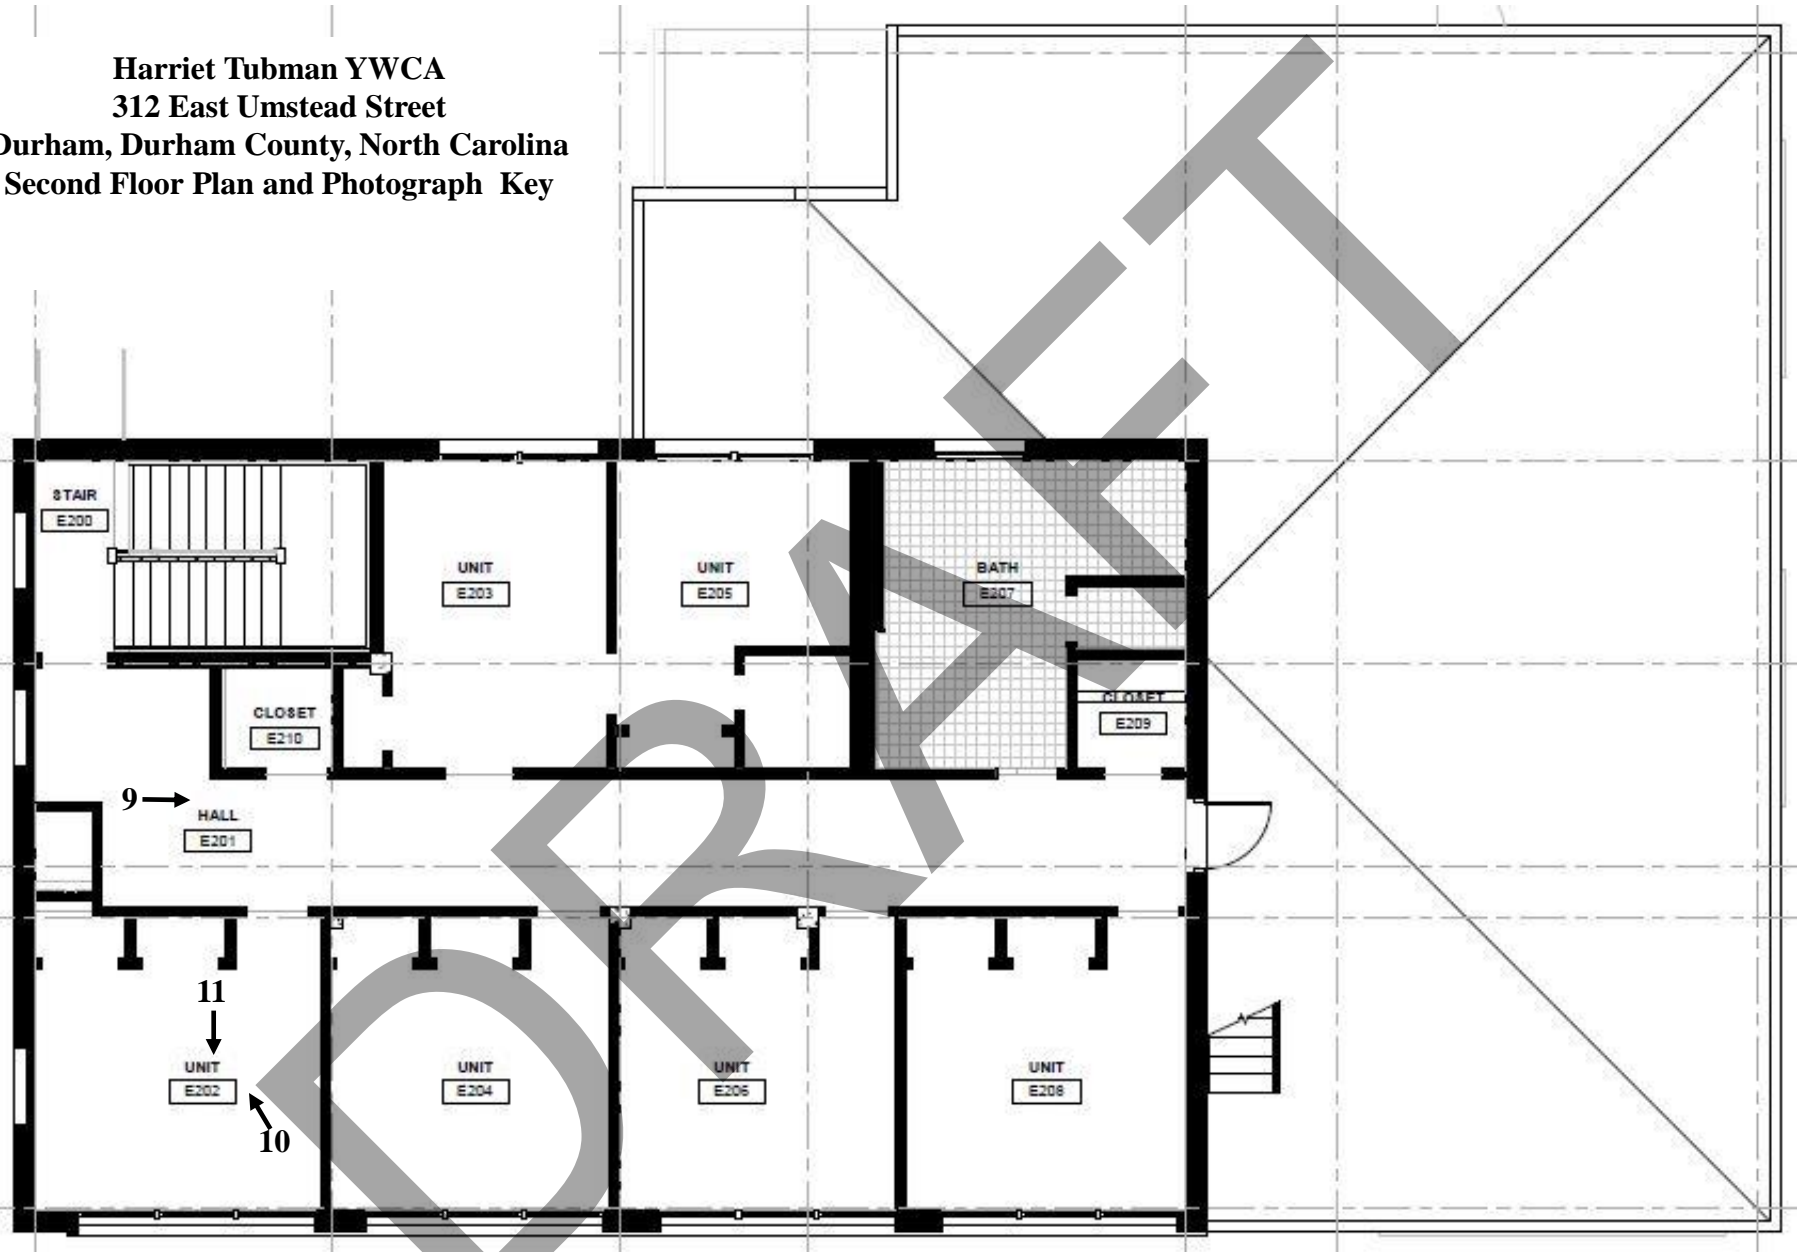 Harriet Tubman YWCA
312 East Umstead Street
Durham, Durham County, North Carolina
Second Floor Plan and Photograph Key
STAIR
E200
UNIT
E203
UNIT
E205
BATH
E207
CLOSET
E210
CLOSET
E209
9
HALL
E201
11
UNIT
E202
10
UNIT
E204
UNIT
E206
UNIT
E208
DRAFT